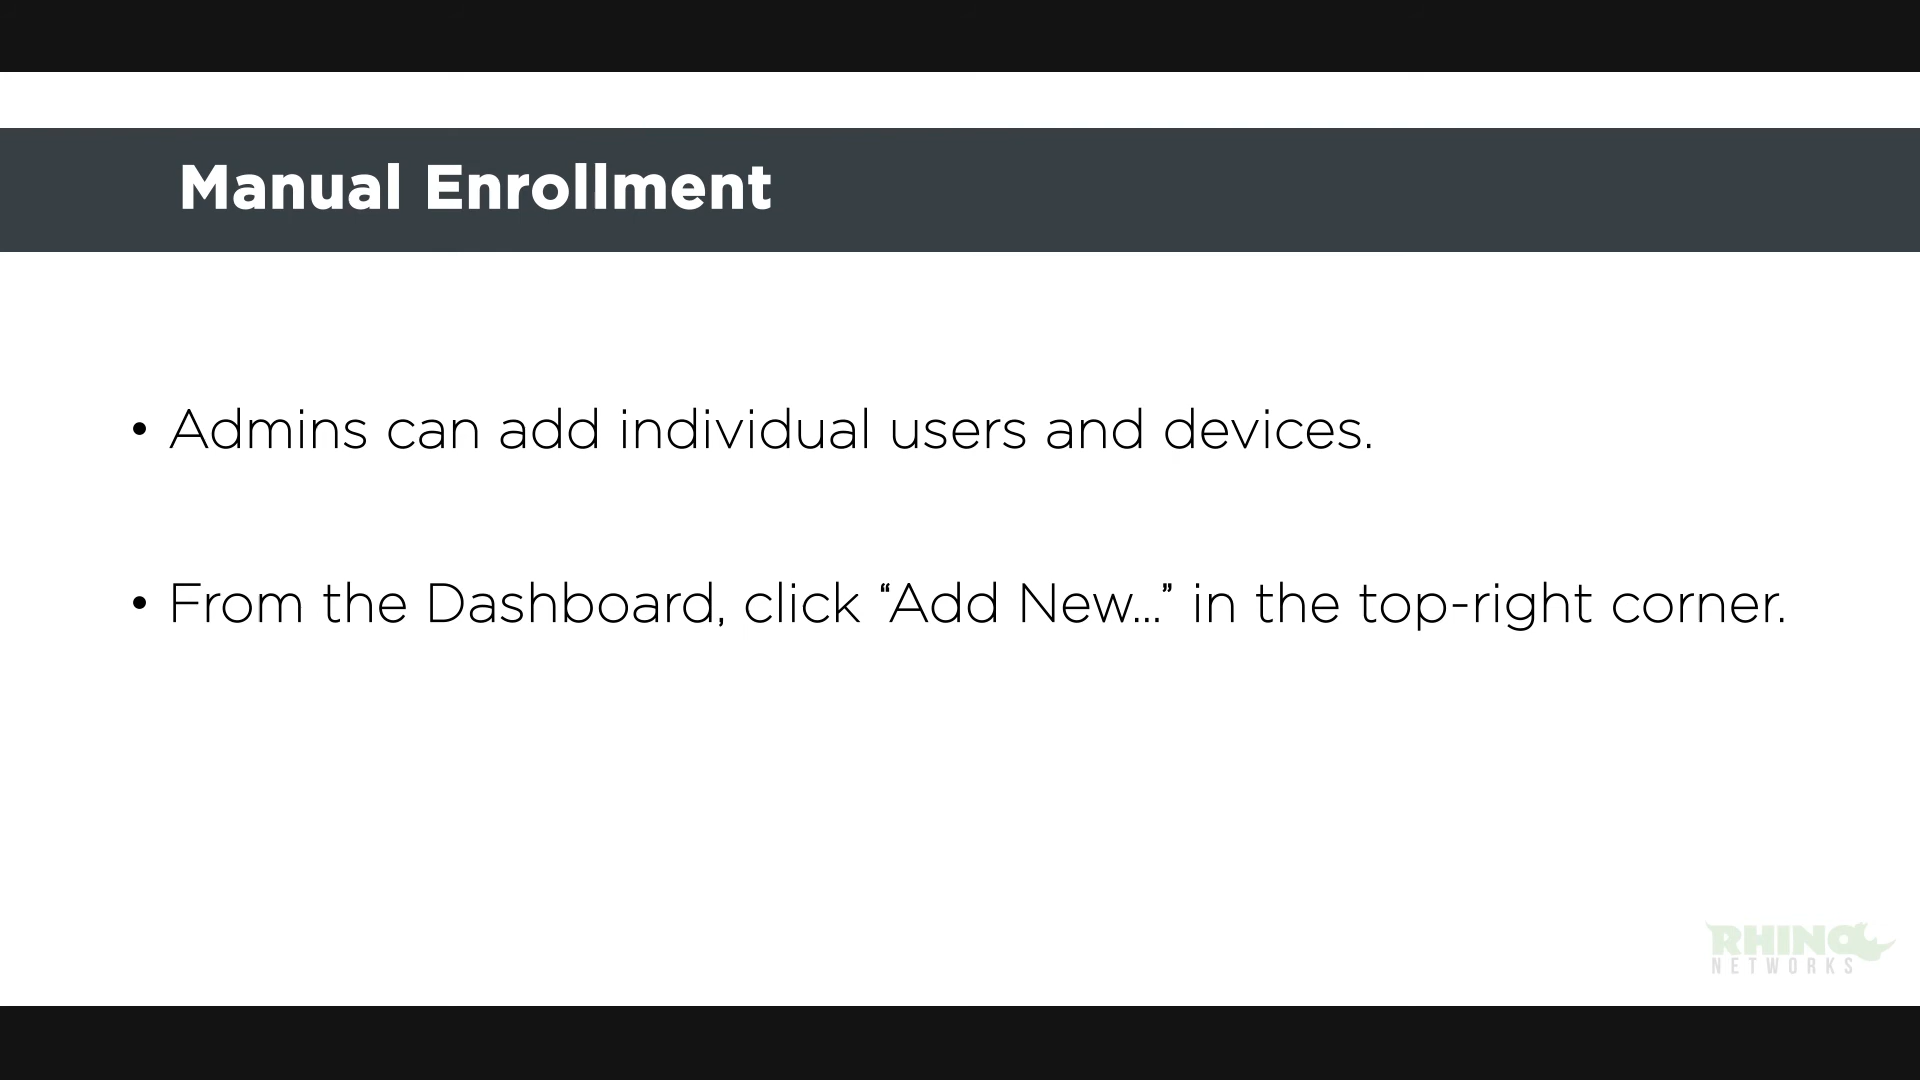 Manual Enrollment
• Admins can add individual users and devices.
• From the Dashboard, click “Add New...” in the top-right corner.
RHINO
NETWORKS